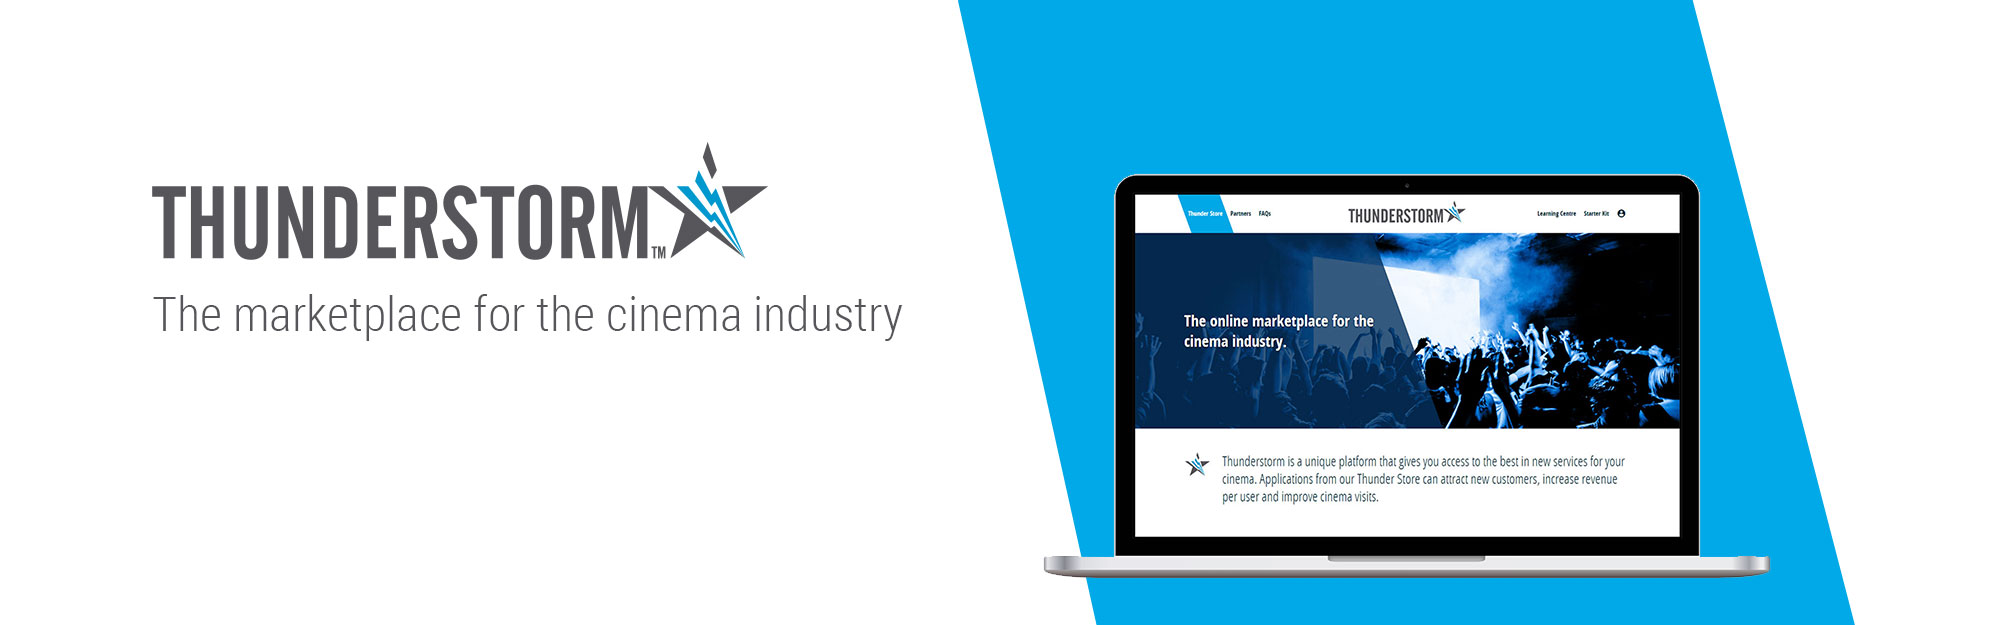 THUNDERSTORM™
The marketplace for the cinema industry
Thunder Store Partners FAQs THUNDERSTORM Learning Centre Starter Kit
The online marketplace for the
cinema industry.
Thunderstorm is a unique platform that gives you access to the best in new services for your
cinema. Applications from our Thunder Store can attract new customers, increase revenue
per user and improve cinema visits.